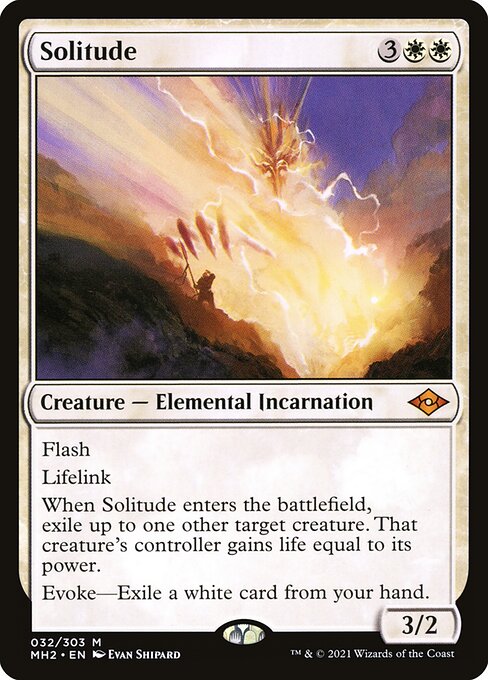 Solitude 3
Creature — Elemental Incarnation
Flash
Lifelink
When Solitude enters the battlefield,
exile up to one other target creature. That
creature's controller gains life equal to its
power.
Evoke—Exile a white card from your hand.
3/2
032/303 M
MH2 • EN Evan Shipard
™ & © 2021 Wizards of the Coast